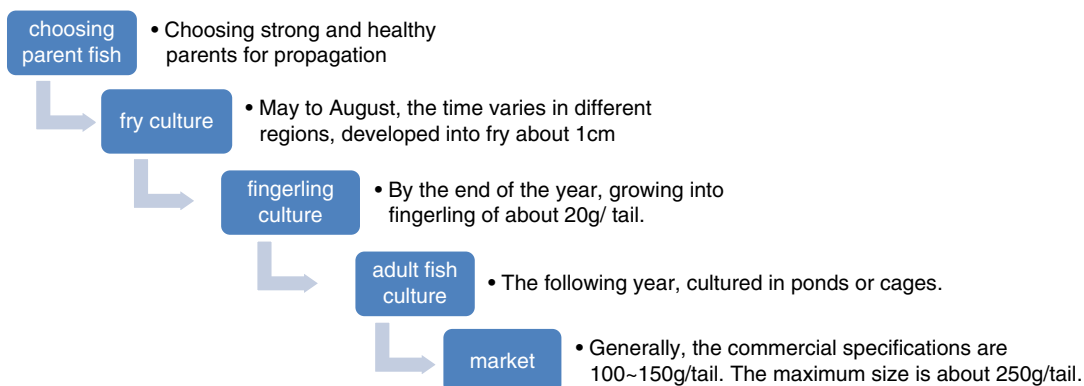 choosing
parent fish
• Choosing strong and healthy
parents for propagation
fry culture
• May to August, the time varies in different
regions, developed into fry about 1cm
fingerling
culture
• By the end of the year, growing into
fingerling of about 20g/ tail.
adult fish
culture
• The following year, cultured in ponds or cages.
market
• Generally, the commercial specifications are
100~150g/tail. The maximum size is about 250g/tail.